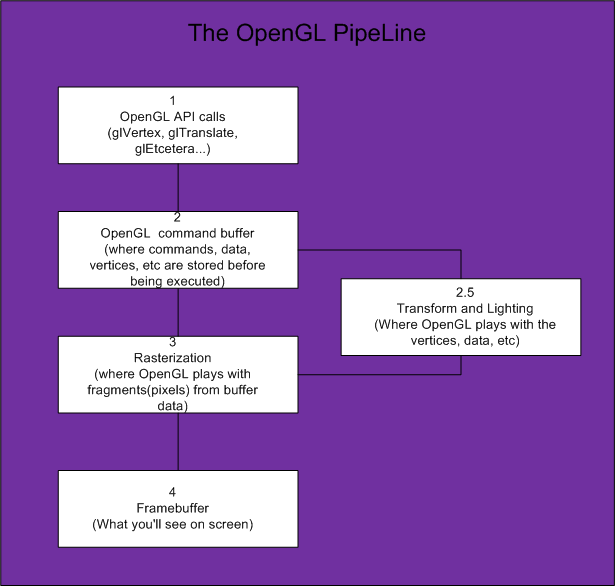 The OpenGL PipeLine
1
OpenGL API calls
(glVertex, glTranslate,
glEtcetera...)
2
OpenGL command buffer
(where commands, data,
vertices, etc are stored before
being executed)
2.5
Transform and Lighting
(Where OpenGL plays with the
vertices, data, etc)
3
Rasterization
(where OpenGL plays with
fragments(pixels) from buffer
data)
4
Framebuffer
(What you'll see on screen)